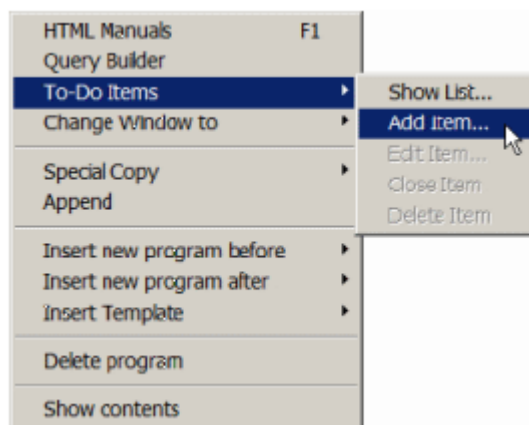 HTML Manuals F1
Query Builder
To-Do Items
Change Window to
Special Copy
Append
Insert new program before
Insert new program after
Insert Template
Delete program
Show contents
Show List...
Add Item...
Edit Item...
Close Item
Delete Item